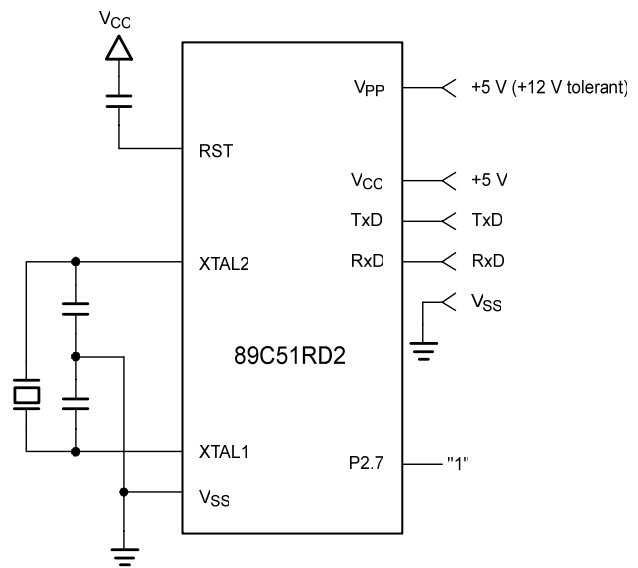 VCC
VPP
+5 V (+12 V tolerant)
RST
VCC
+5 V
TxD
TxD
XTAL2
RxD
RxD
VSS
89C51RD2
XTAL1
P2.7
"1"
VSS